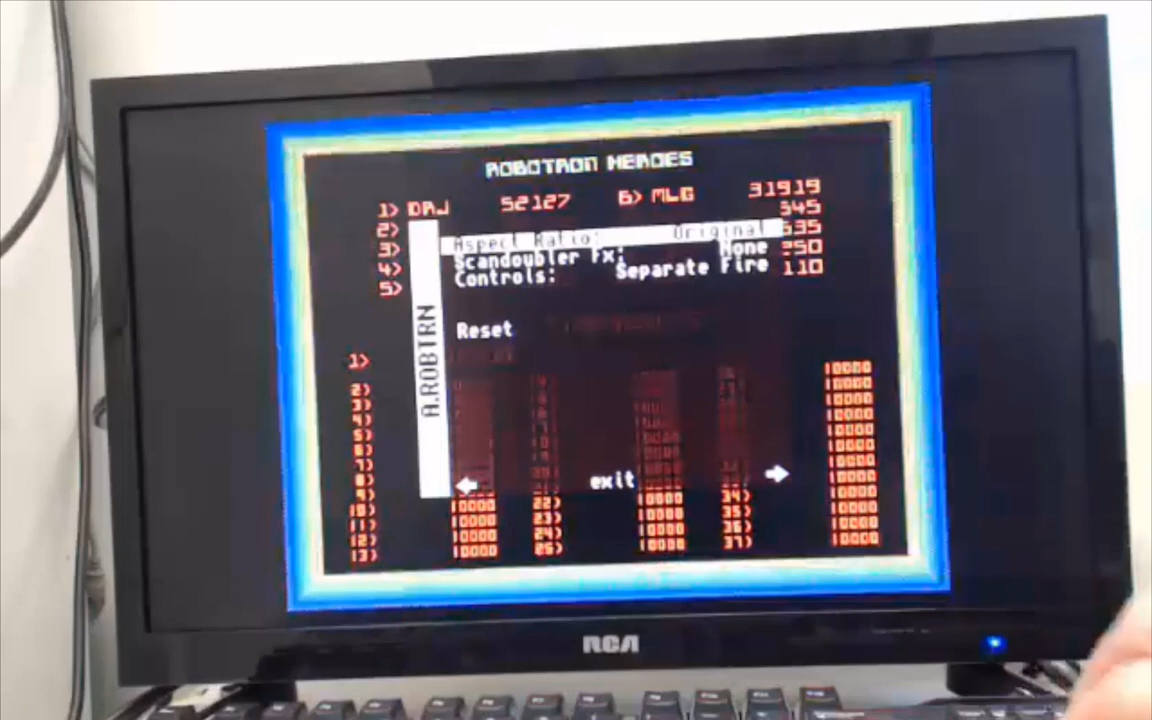 ROBOTRON HEROES
1) DRJ 52127 6) MLG 31919
2) 545
3) Aspect Ratio: Original 535
4) Scandoubler Fx: None 250
5) Controls: Separate Fire 110
A.ROBTRN
Reset
1)
10000
2) 10000
3) 10000
4) 10000
5) 10000
6) 10000
7) 10000
8) exit 10000
9) 10000 10000 34) 10000
10) 10000 22) 10000 35) 10000
11) 10000 23) 10000 36) 10000
12) 10000 24) 10000 37) 10000
13) 10000 25) 10000
RCA